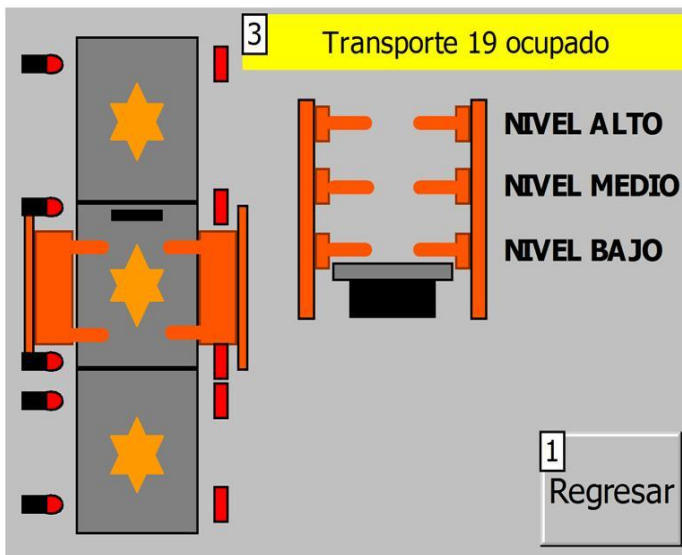 3
Transporte 19 ocupado
NIVEL ALTO
NIVEL MEDIO
NIVEL BAJO
1
Regresar